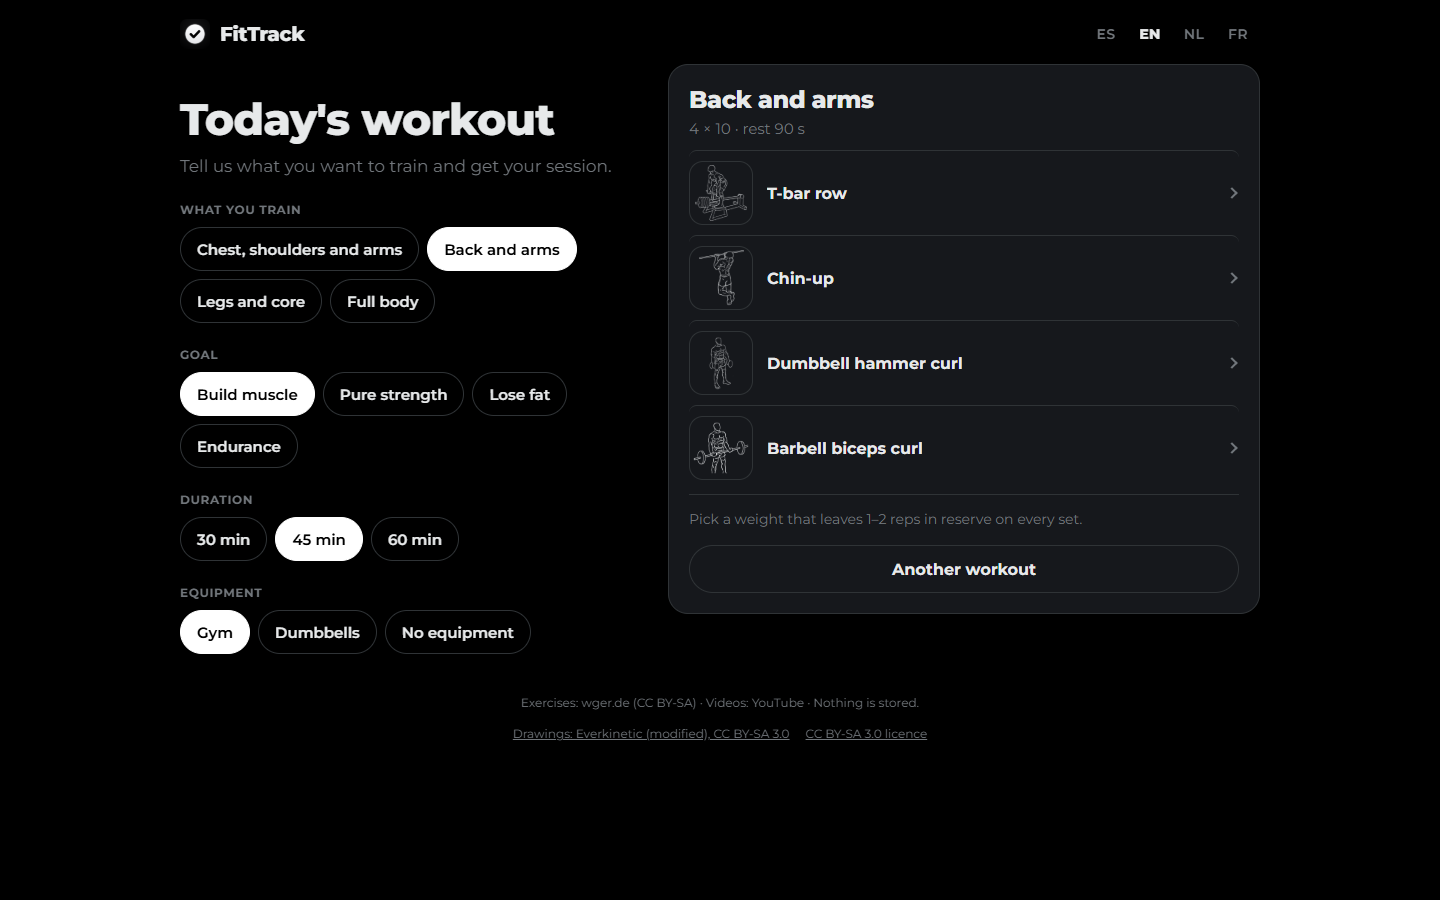 FitTrack
ES EN NL FR
Today's workout
Tell us what you want to train and get your session.
WHAT YOU TRAIN
Chest, shoulders and arms
Back and arms
Legs and core
Full body
GOAL
Build muscle
Pure strength
Lose fat
Endurance
DURATION
30 min
45 min
60 min
EQUIPMENT
Gym
Dumbbells
No equipment
Back and arms
4 × 10 · rest 90 s
T-bar row
Chin-up
Dumbbell hammer curl
Barbell biceps curl
Pick a weight that leaves 1–2 reps in reserve on every set.
Another workout
Exercises: wger.de (CC BY-SA) · Videos: YouTube · Nothing is stored.
Drawings: Everkinetic (modified), CC BY-SA 3.0 CC BY-SA 3.0 licence